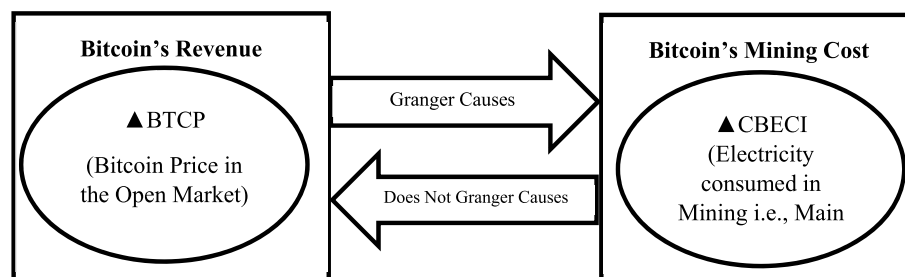 Bitcoin’s Revenue
▲BTCP
(Bitcoin Price in
the Open Market)
Granger Causes
Does Not Granger Causes
Bitcoin’s Mining Cost
▲CBECI
(Electricity
consumed in
Mining i.e., Main